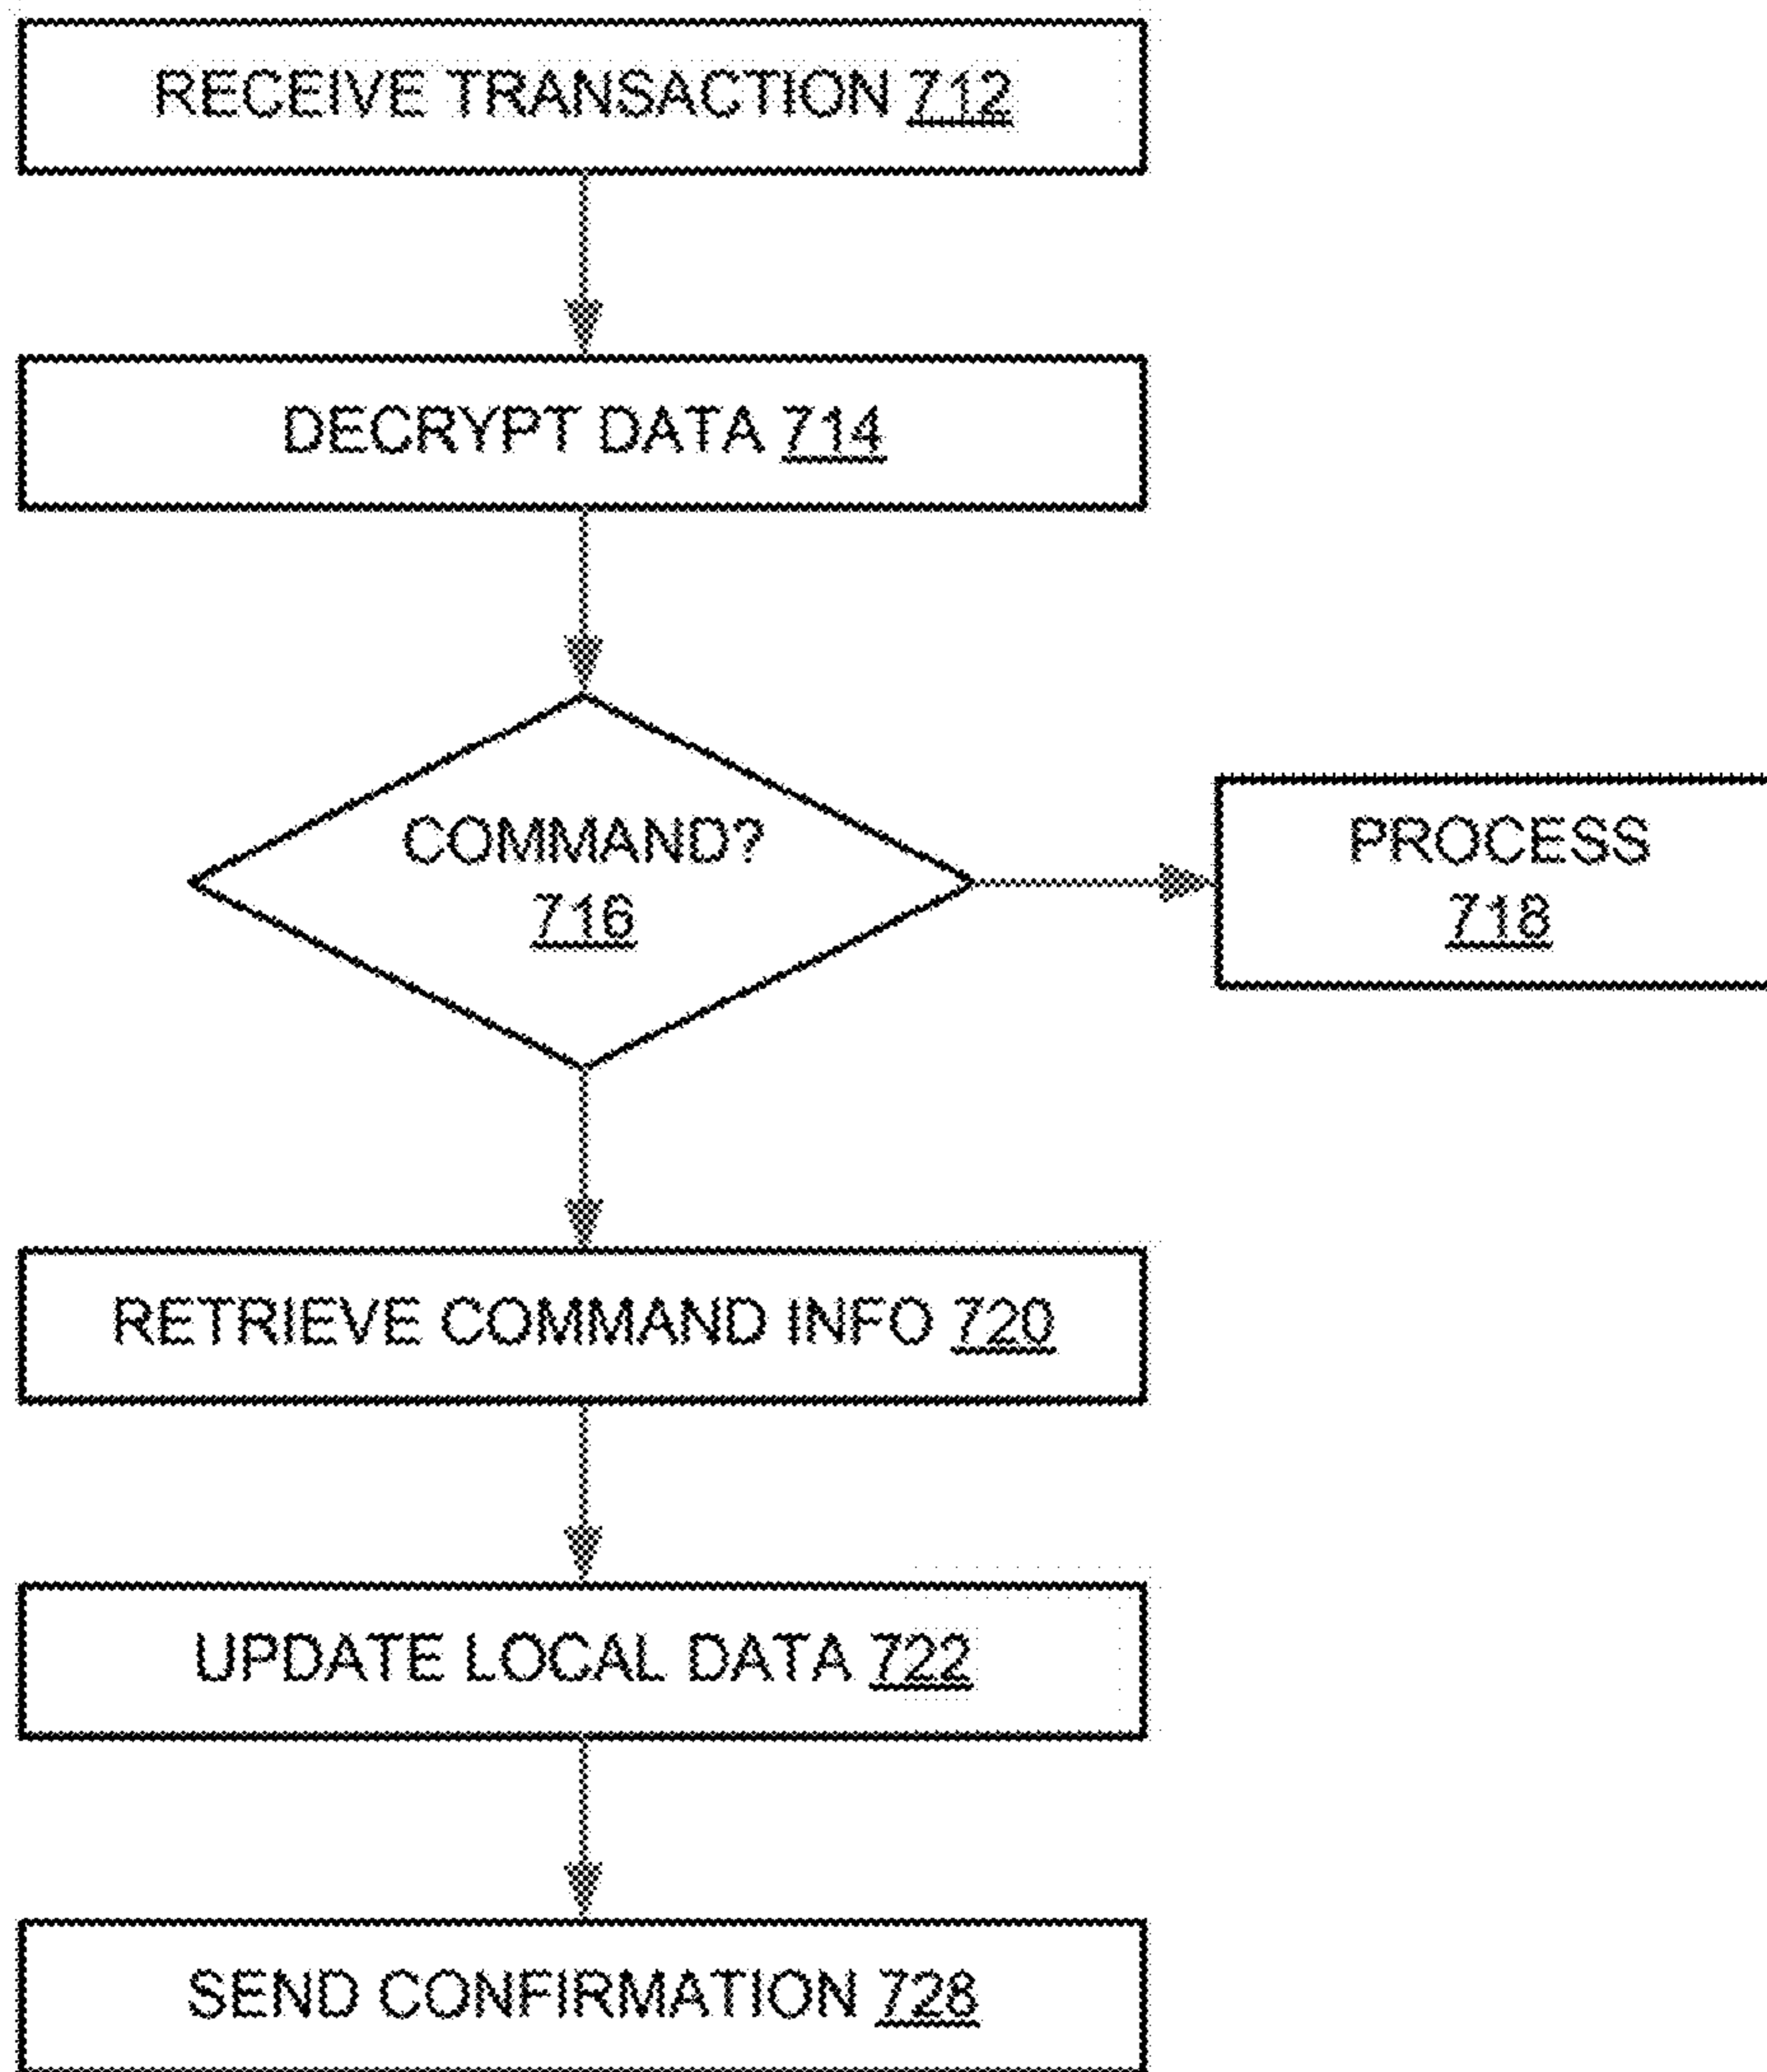 RECEIVE TRANSACTION 712
DECRYPT DATA 714
COMMAND?
716
PROCESS
718
RETRIEVE COMMAND INFO 720
UPDATE LOCAL DATA 722
SEND CONFIRMATION 728